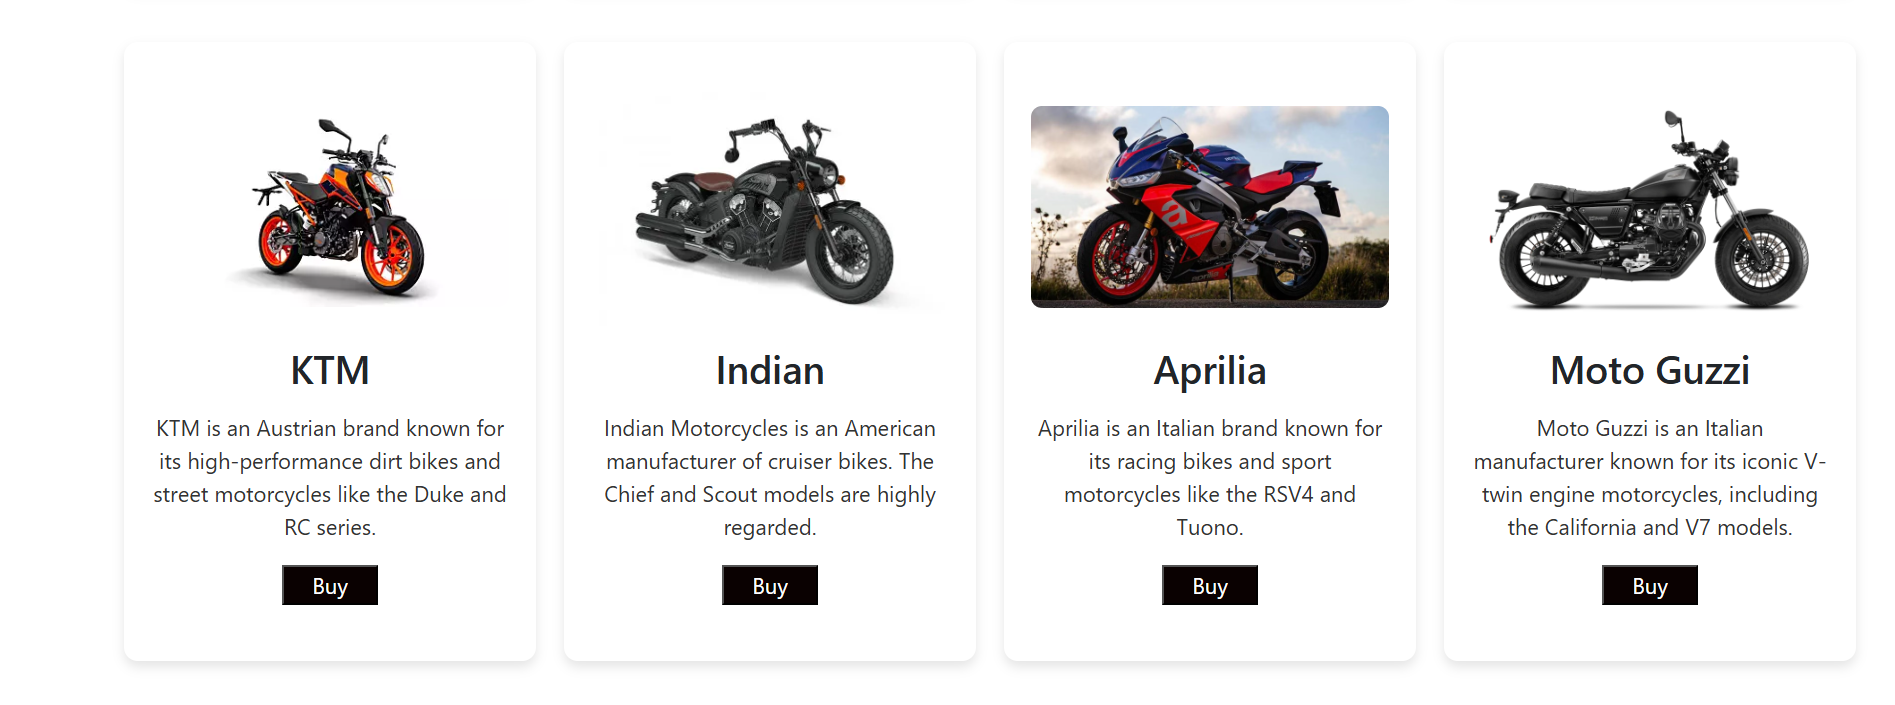 KTM
KTM is an Austrian brand known for
its high-performance dirt bikes and
street motorcycles like the Duke and
RC series.
Buy
Indian
Indian Motorcycles is an American
manufacturer of cruiser bikes. The
Chief and Scout models are highly
regarded.
Buy
Aprilia
Aprilia is an Italian brand known for
its racing bikes and sport
motorcycles like the RSV4 and
Tuono.
Buy
Moto Guzzi
Moto Guzzi is an Italian
manufacturer known for its iconic V-
twin engine motorcycles, including
the California and V7 models.
Buy